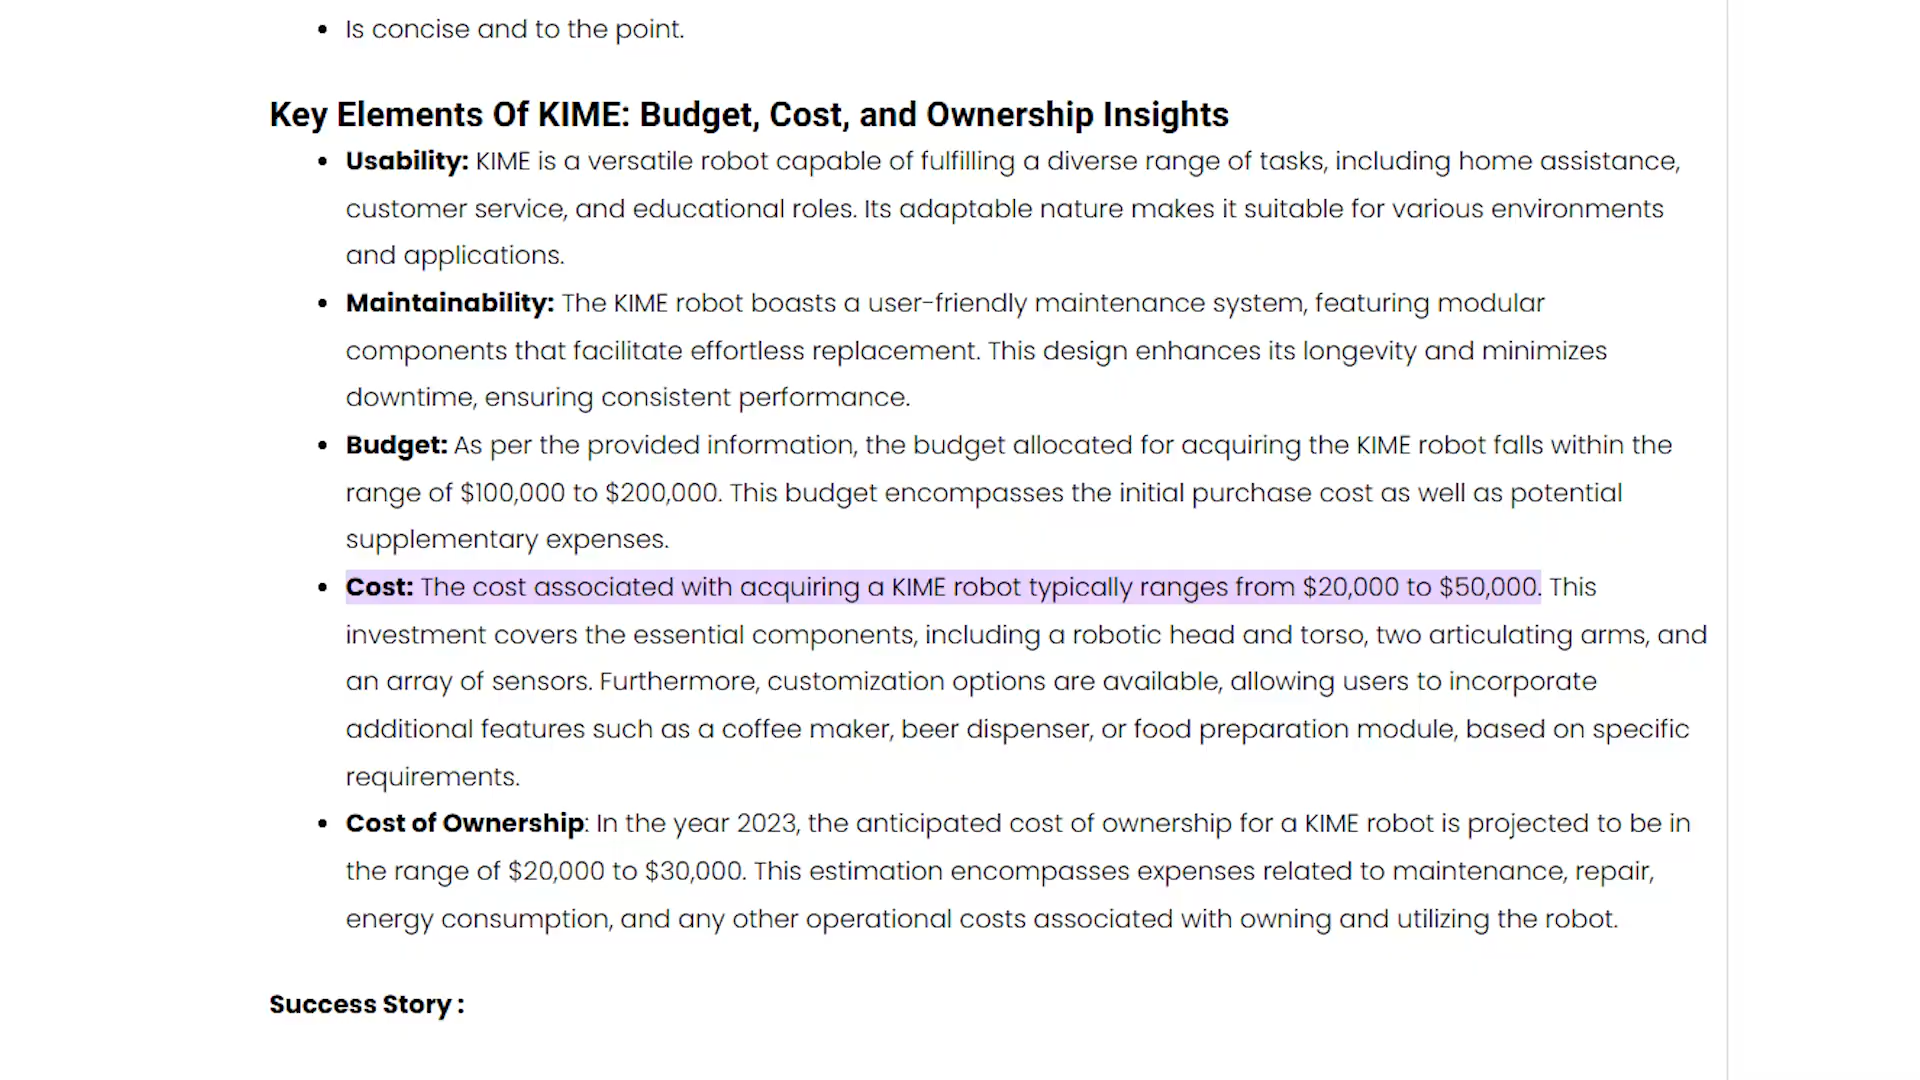 Is concise and to the point.
Key Elements Of KIME: Budget, Cost, and Ownership Insights
Usability: KIME is a versatile robot capable of fulfilling a diverse range of tasks, including home assistance,
customer service, and educational roles. Its adaptable nature makes it suitable for various environments
and applications.
Maintainability: The KIME robot boasts a user-friendly maintenance system, featuring modular
components that facilitate effortless replacement. This design enhances its longevity and minimizes
downtime, ensuring consistent performance.
Budget: As per the provided information, the budget allocated for acquiring the KIME robot falls within the
range of $100,000 to $200,000. This budget encompasses the initial purchase cost as well as potential
supplementary expenses.
Cost: The cost associated with acquiring a KIME robot typically ranges from $20,000 to $50,000. This
investment covers the essential components, including a robotic head and torso, two articulating arms, and
an array of sensors. Furthermore, customization options are available, allowing users to incorporate
additional features such as a coffee maker, beer dispenser, or food preparation module, based on specific
requirements.
Cost of Ownership: In the year 2023, the anticipated cost of ownership for a KIME robot is projected to be in
the range of $20,000 to $30,000. This estimation encompasses expenses related to maintenance, repair,
energy consumption, and any other operational costs associated with owning and utilizing the robot.
Success Story :